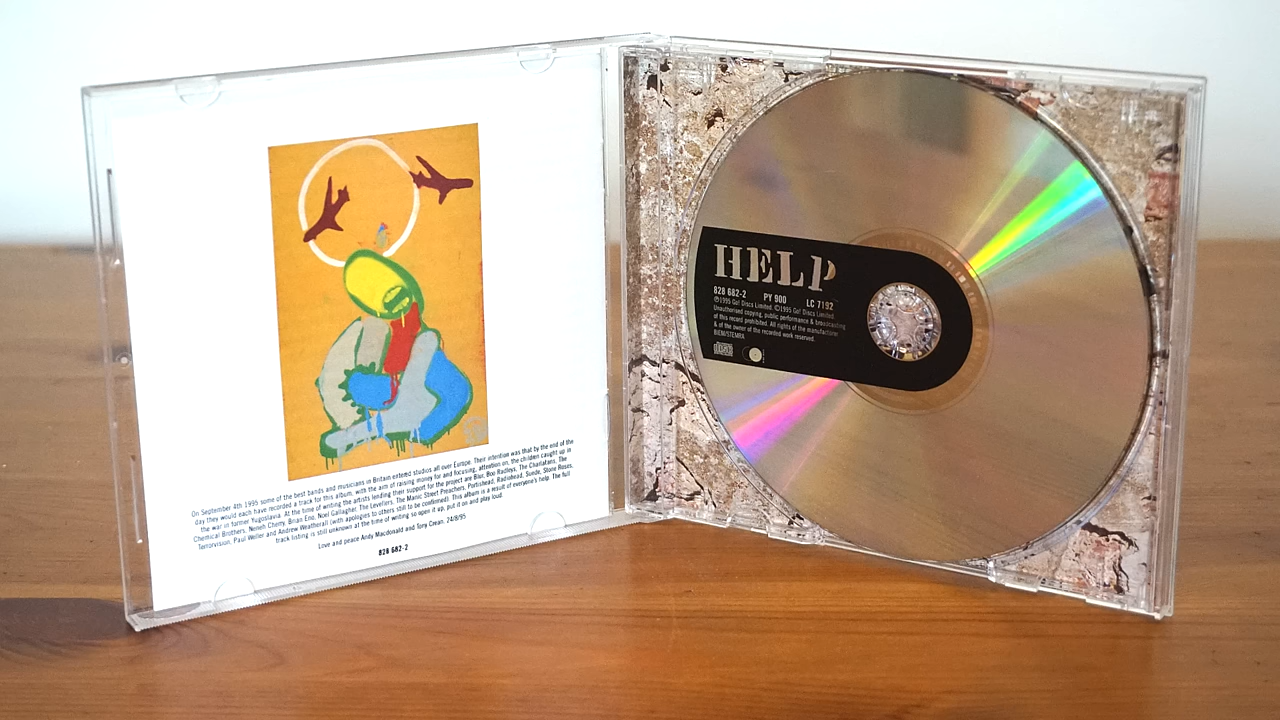 On September 4th 1995 some of the best bands and musicians in Britain entered studios all over Europe. Their intention was that by the end of the
day they would each have recorded a track for this album, with the aim of raising money for and focusing, attention on, the children caught up in
the war in former Yugoslavia. At the time of writing the artists lending their support for the project are Blur, Boo Radleys, The Charlatans, The
Chemical Brothers, Neneh Cherry, Brian Eno, Noel Gallagher, The Levellers, The Manic Street Preachers, Portishead, Radiohead, Suede, Stone Roses,
Terrorvision, Paul Weller and Andrew Weatherall (with apologies to others still to be confirmed). This album is a result of everyone's help. The full
track listing is still unknown at the time of writing so open it up, put it on and play loud.
Love and peace Andy Macdonald and Tony Crean. 24/8/95
828 682-2
HELP
828 682-2 PY 900 LC 7192
℗1995 Go! Discs Limited. ©1995 Go! Discs Limited.
Unauthorised copying, public performance & broadcasting
of this record prohibited. All rights of the manufacturer
& of the owner of the recorded work reserved.
BIEM/STEMRA